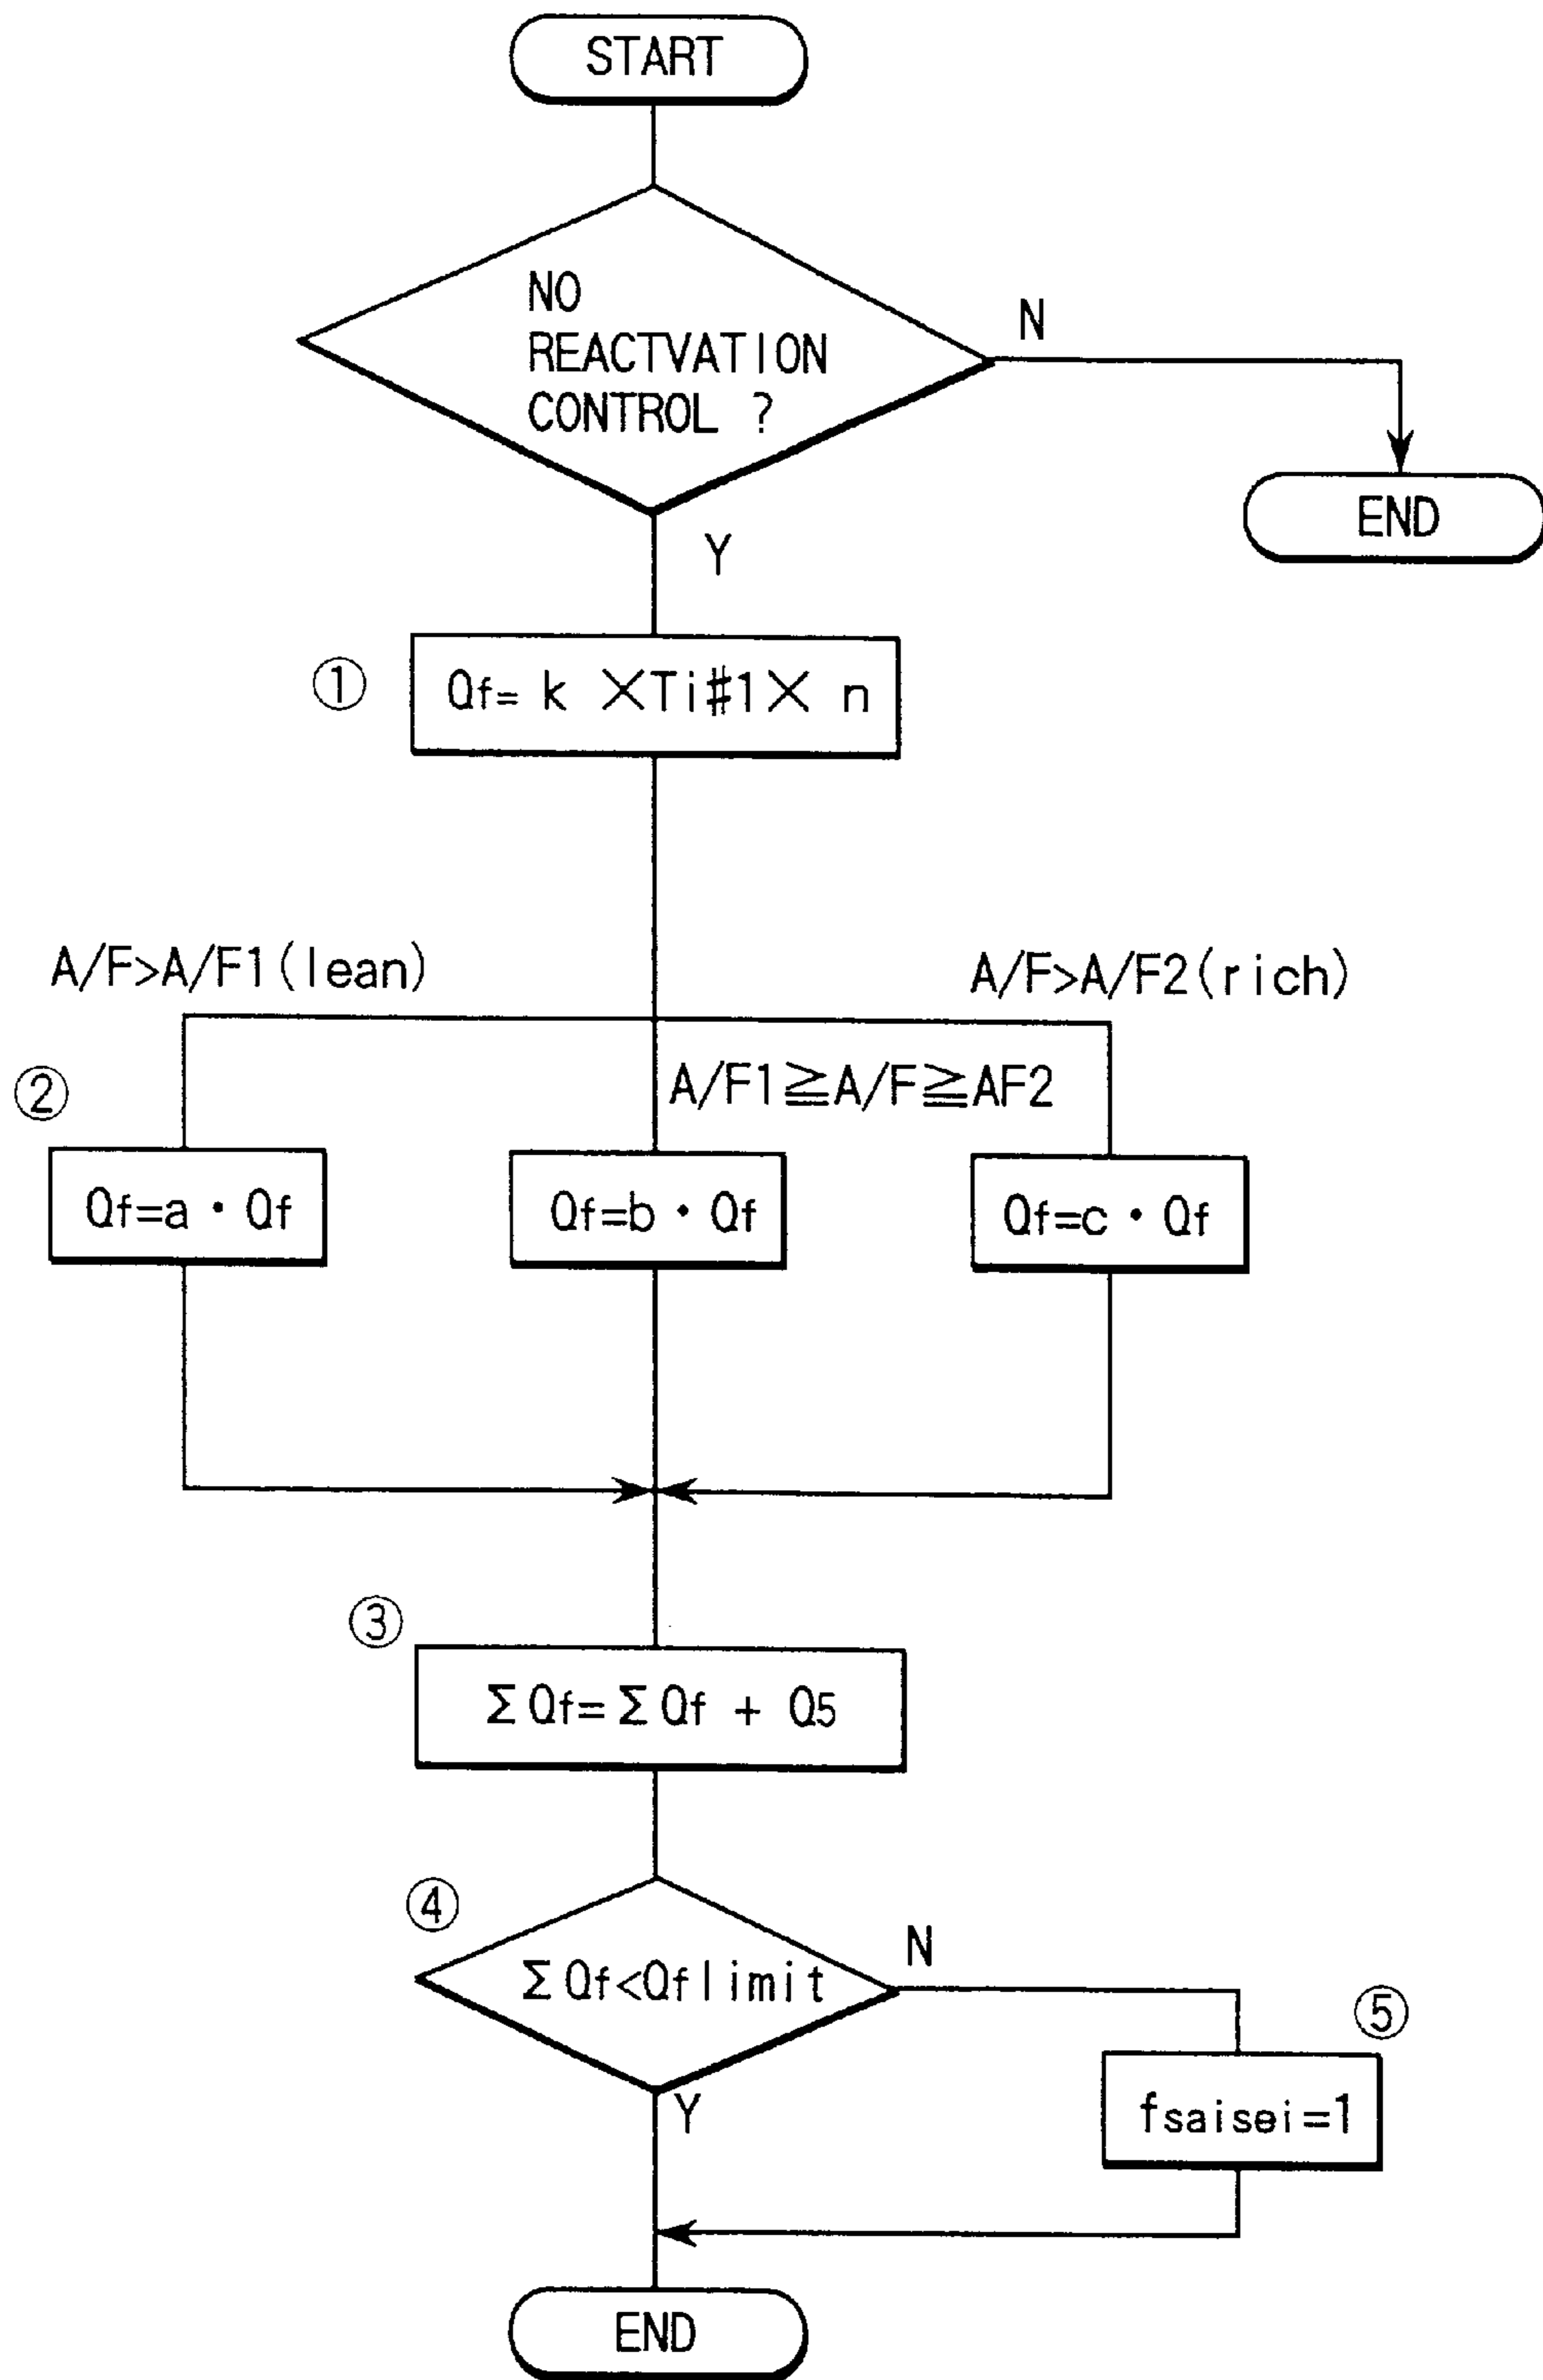 START
NO
REACTVATION
CONTROL ?
N
END
Y
①
Qf= k ×Ti#1× n
A/F>A/F1(lean)
A/F>A/F2(rich)
②
A/F1≧A/F≧AF2
Qf=a・Qf
Qf=b・Qf
Qf=c・Qf
③
ΣQf=ΣQf + Q5
④
N
ΣQf<Qflimit
⑤
Y
fsaisei=1
END